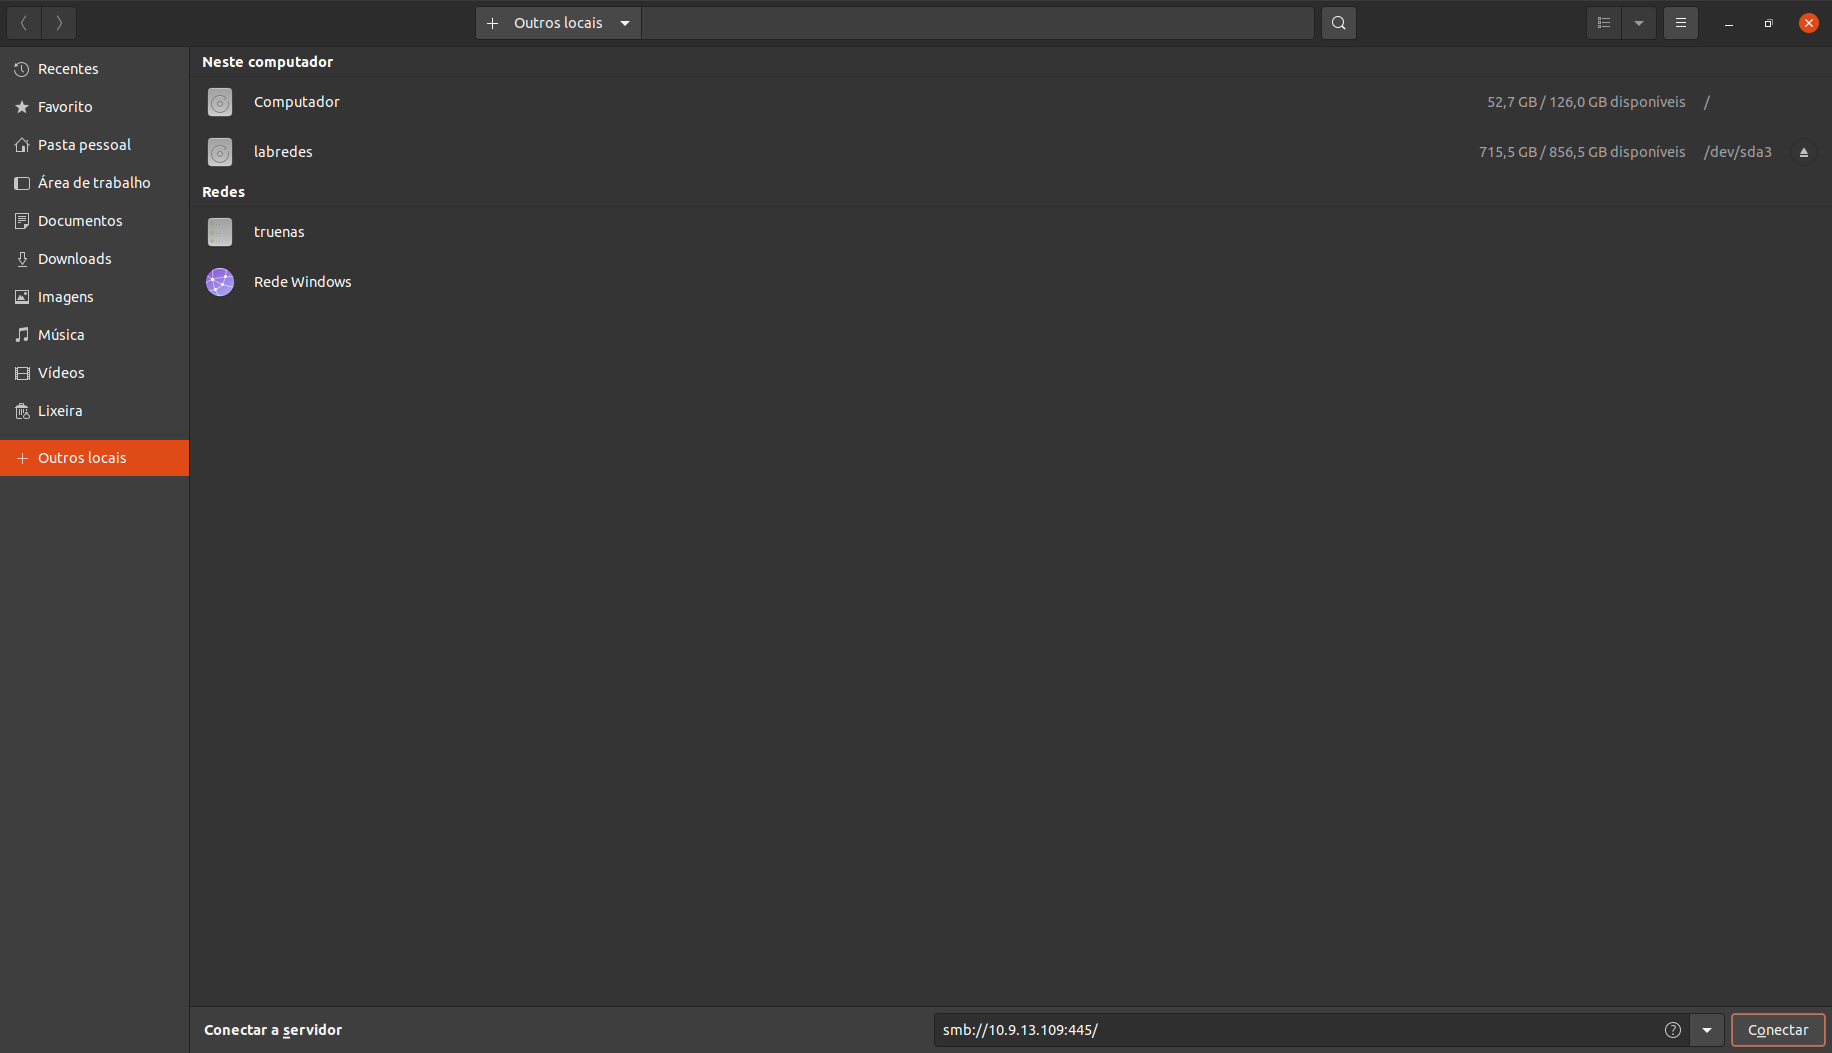 Outros locais
Recentes
Favorito
Pasta pessoal
Área de trabalho
Documentos
Downloads
Imagens
Música
Vídeos
Lixeira
Outros locais
Neste computador
Computador 52,7 GB / 126,0 GB disponíveis /
labredes 715,5 GB / 856,5 GB disponíveis /dev/sda3
Redes
truenas
Rede Windows
Conectar a servidor smb://10.9.13.109:445/ Conectar